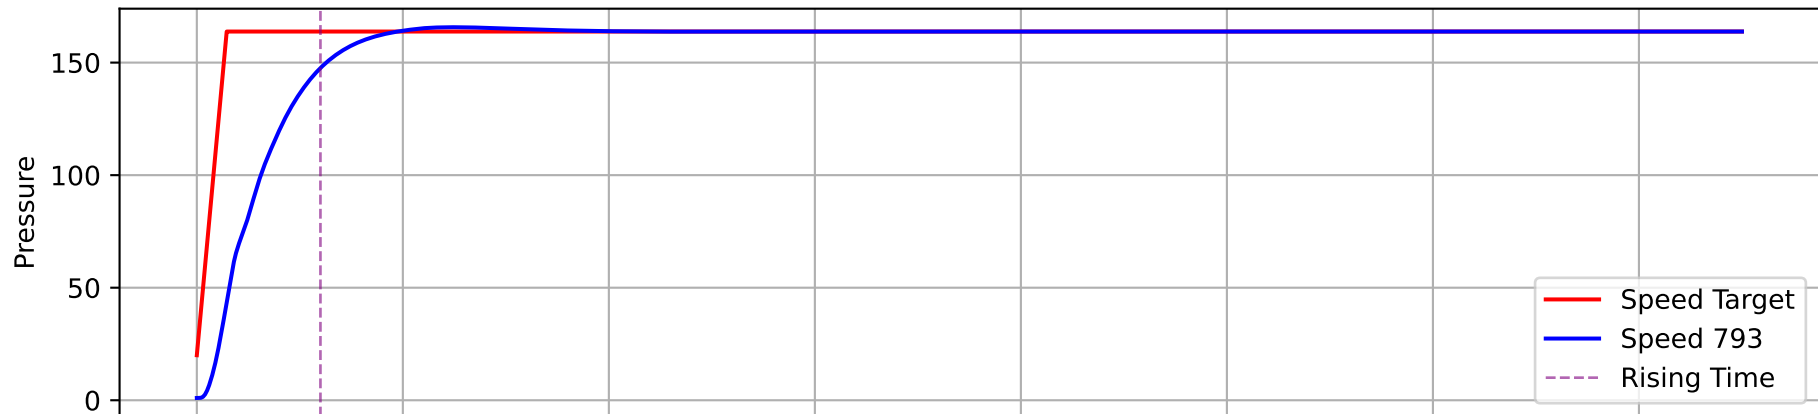 150
100
50
0
Pressure
Speed Target
Speed 793
Rising Time